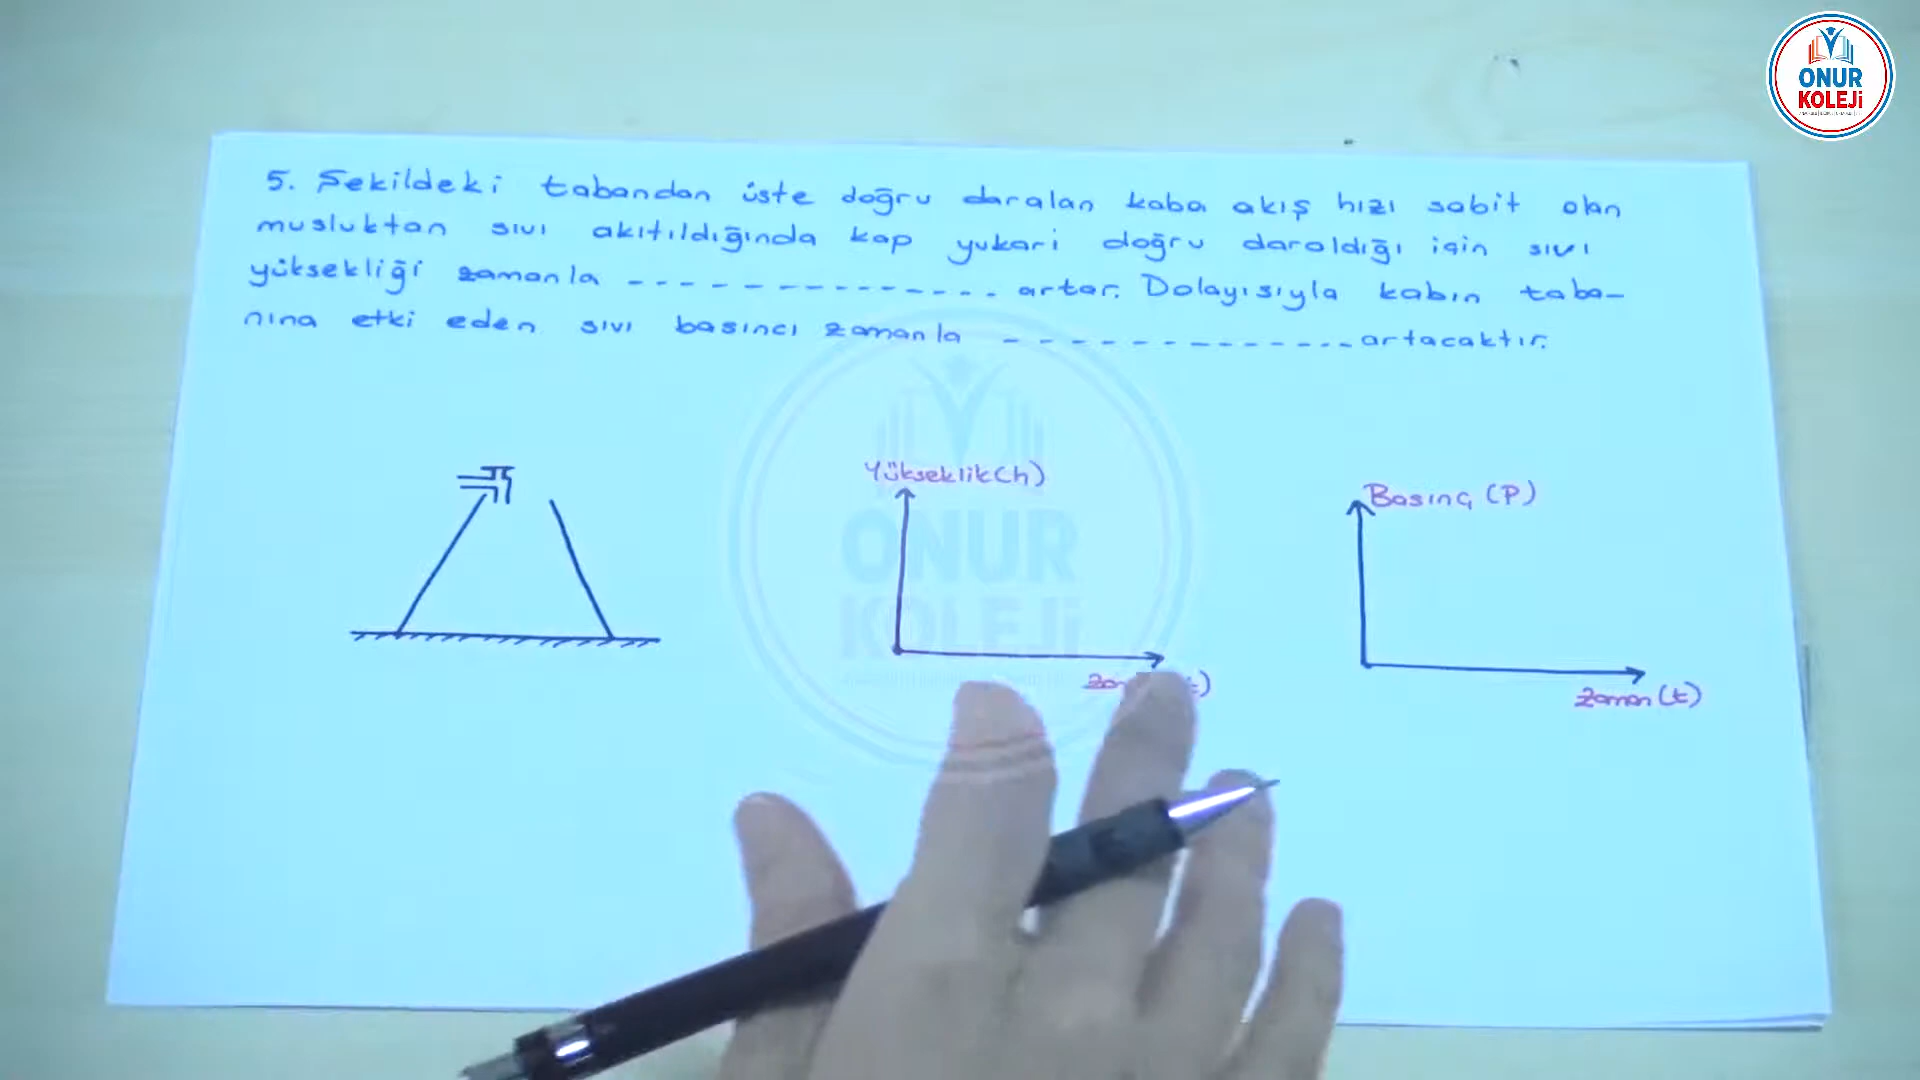 ONUR
KOLEJİ
5. Şekildeki tabandan üste doğru daralan kaba akış hızı sabit olan
musluktan sıvı akıtıldığında kap yukarı doğru daraldığı için sıvı
yüksekliği zamanla --------------- artar. Dolayısıyla kabın taba-
nına etki eden sıvı basıncı zamanla -------------- artacaktır.
Yükseklik(h)
Basınç (P)
ONUR
KOLEJİ
Zaman(t)